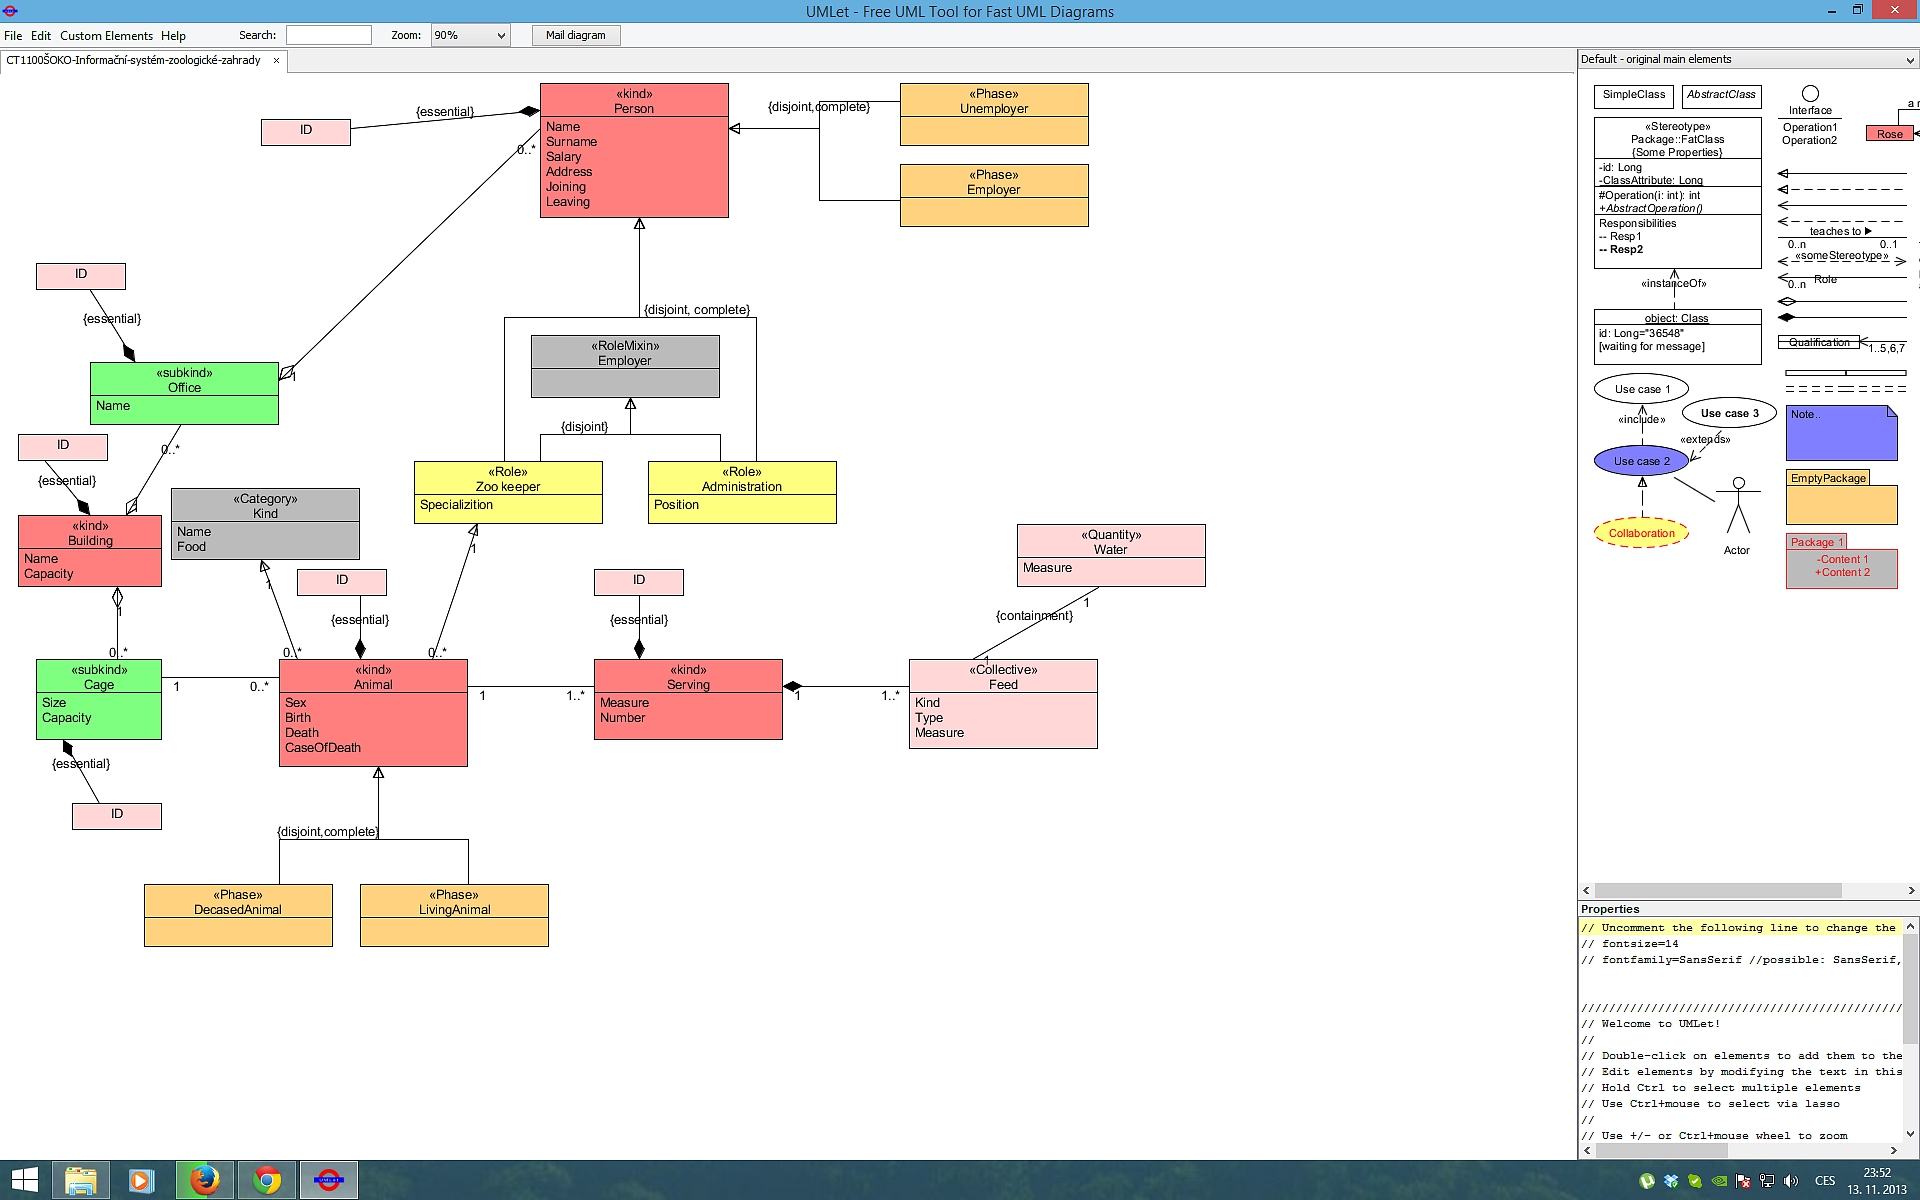 UMLet - Free UML Tool for Fast UML Diagrams
File Edit Custom Elements Help Search: Zoom: 90% Mail diagram
CT1100ŠOKO-Informační-systém-zoologické-zahrady
«kind»
Person
Name
Surname
Salary
Address
Joining
Leaving
ID
{essential}
0..*
{disjoint,complete}
«Phase»
Unemployer
«Phase»
Employer
ID
{essential}
«subkind»
Office
Name
1
0..*
{disjoint, complete}
«RoleMixin»
Employer
{disjoint}
«Role»
Zoo keeper
Specializition
«Role»
Administration
Position
ID
{essential}
«kind»
Building
Name
Capacity
1
0..*
«Category»
Kind
Name
Food
1
0..*
ID
{essential}
1
0..*
ID
{essential}
«Quantity»
Water
Measure
1
{containment}
1
«subkind»
Cage
Size
Capacity
1
0..*
«kind»
Animal
Sex
Birth
Death
CaseOfDeath
1
1..*
«kind»
Serving
Measure
Number
1
1..*
«Collective»
Feed
Kind
Type
Measure
{essential}
ID
{disjoint,complete}
«Phase»
DecasedAnimal
«Phase»
LivingAnimal
Default - original main elements
SimpleClass
AbstractClass
Interface
Operation1
Operation2
Rose
«Stereotype»
Package::FatClass
{Some Properties}
-id: Long
-ClassAttribute: Long
#Operation(i: int): int
+AbstractOperation()
Responsibilities
-- Resp1
-- Resp2
teaches to
0..n 0..1
«someStereotype»
Role
0..n
«instanceOf»
object: Class
id: Long="36548"
[waiting for message]
Qualification
1..5,6,7
Use case 1
«include»
Use case 2
Use case 3
«extends»
Collaboration
Actor
Note..
EmptyPackage
Package 1
-Content 1
+Content 2
Properties
// Uncomment the following line to change the
// fontsize=14
// fontfamily=SansSerif //possible: SansSerif,
//////////////////////////////////////////////
// Welcome to UMLet!
//
// Double-click on elements to add them to the
// Edit elements by modifying the text in this
// Hold Ctrl to select multiple elements
// Use Ctrl+mouse to select via lasso
//
// Use +/- or Ctrl+mouse wheel to zoom
UMLet
CES
23:52
13. 11. 2013